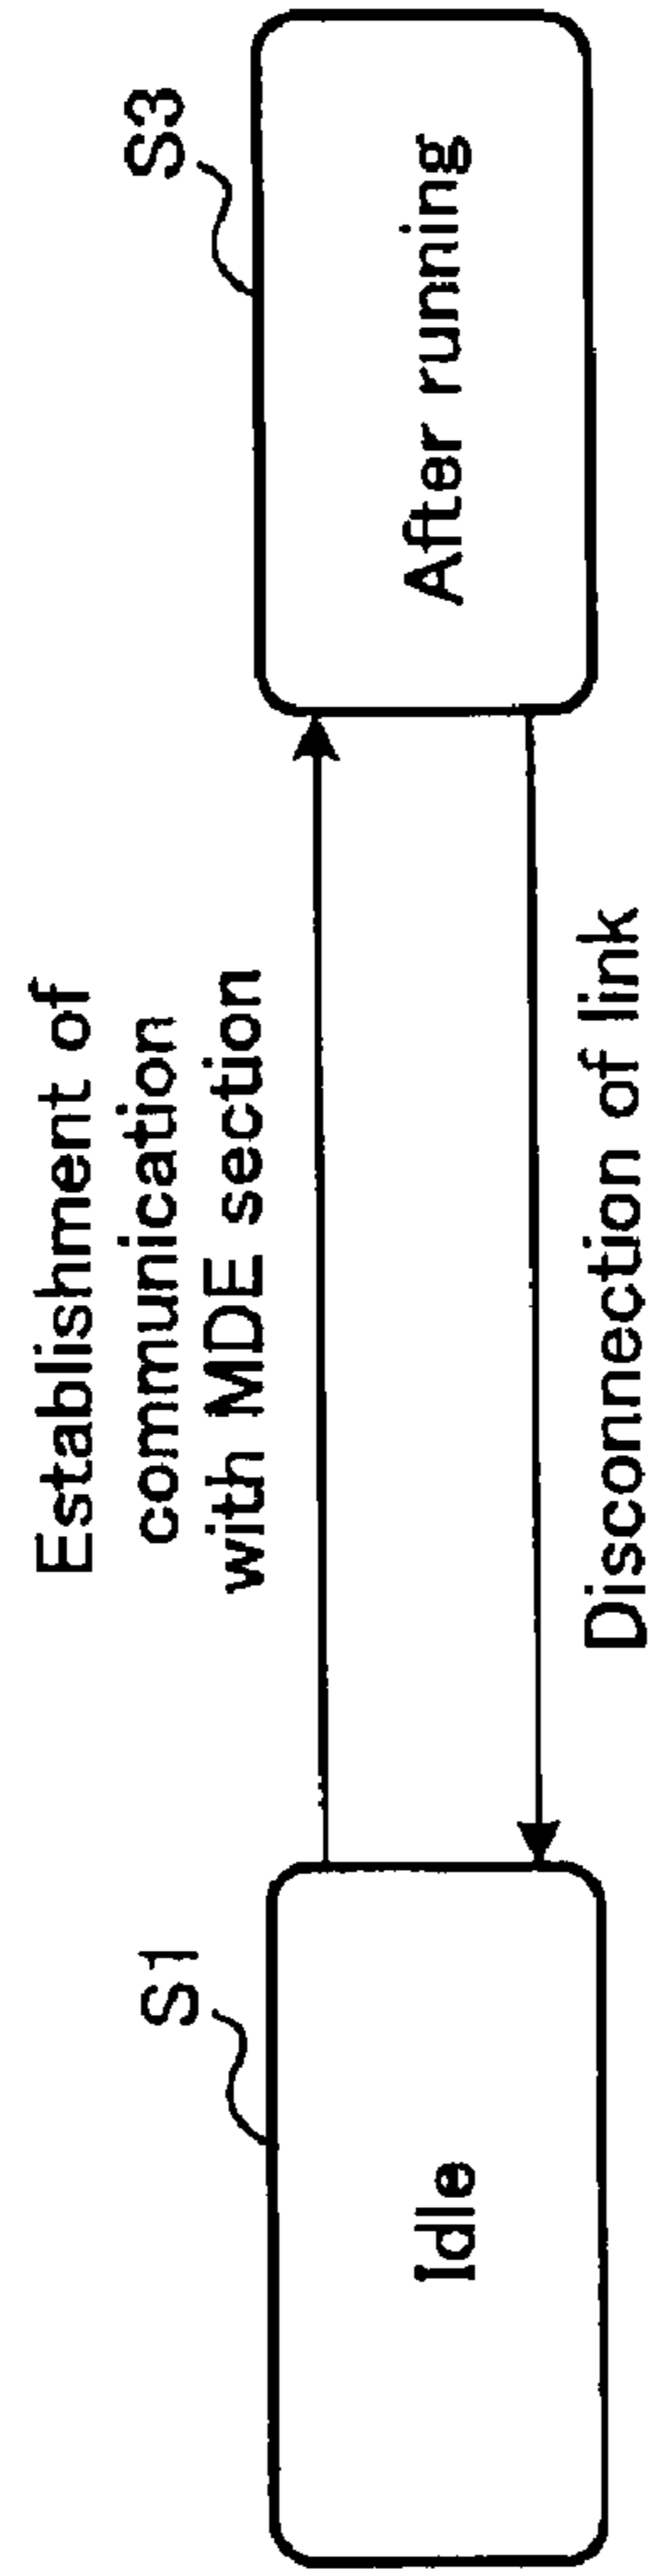 S1
Idle
Establishment of
communication
with MDE section
Disconnection of link
S3
After running